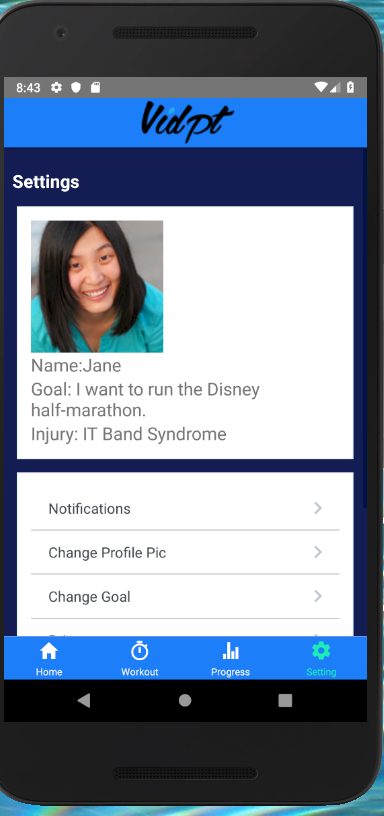 8:43
Vidpt
Settings
Name:Jane
Goal: I want to run the Disney
half-marathon.
Injury: IT Band Syndrome
Notifications
Change Profile Pic
Change Goal
Home
Workout
Progress
Setting